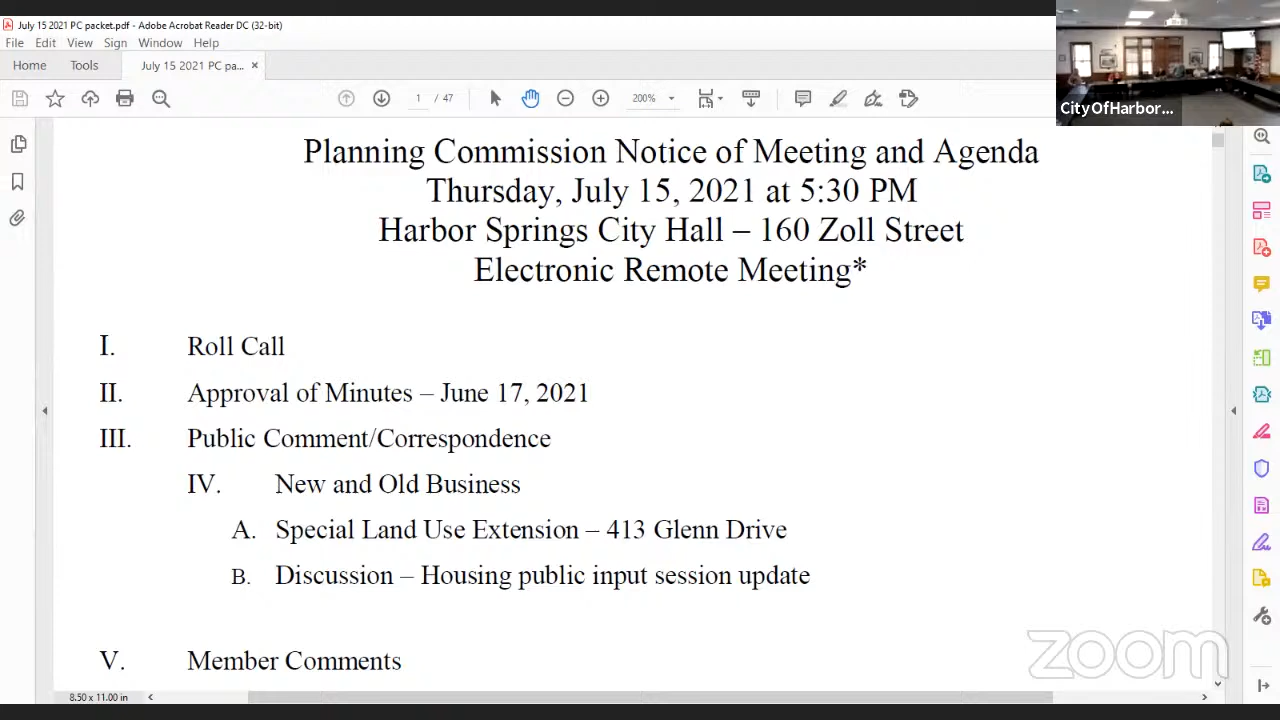 July 15 2021 PC packet.pdf - Adobe Acrobat Reader DC (32-bit)
File Edit View Sign Window Help
Home Tools July 15 2021 PC pa... ×
1 / 47 200%
CityOfHarbor...
Planning Commission Notice of Meeting and Agenda
Thursday, July 15, 2021 at 5:30 PM
Harbor Springs City Hall – 160 Zoll Street
Electronic Remote Meeting*
I. Roll Call
II. Approval of Minutes – June 17, 2021
III. Public Comment/Correspondence
IV. New and Old Business
A. Special Land Use Extension – 413 Glenn Drive
B. Discussion – Housing public input session update
V. Member Comments
zoom
8.50 x 11.00 in